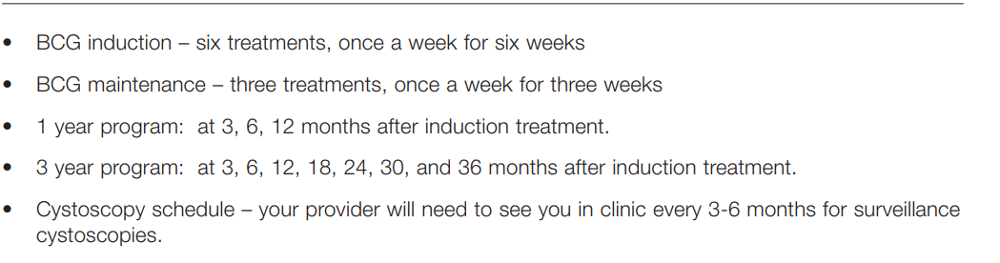 • BCG induction – six treatments, once a week for six weeks
• BCG maintenance – three treatments, once a week for three weeks
• 1 year program:  at 3, 6, 12 months after induction treatment.
• 3 year program:  at 3, 6, 12, 18, 24, 30, and 36 months after induction treatment.
• Cystoscopy schedule – your provider will need to see you in clinic every 3-6 months for surveillance
cystoscopies.